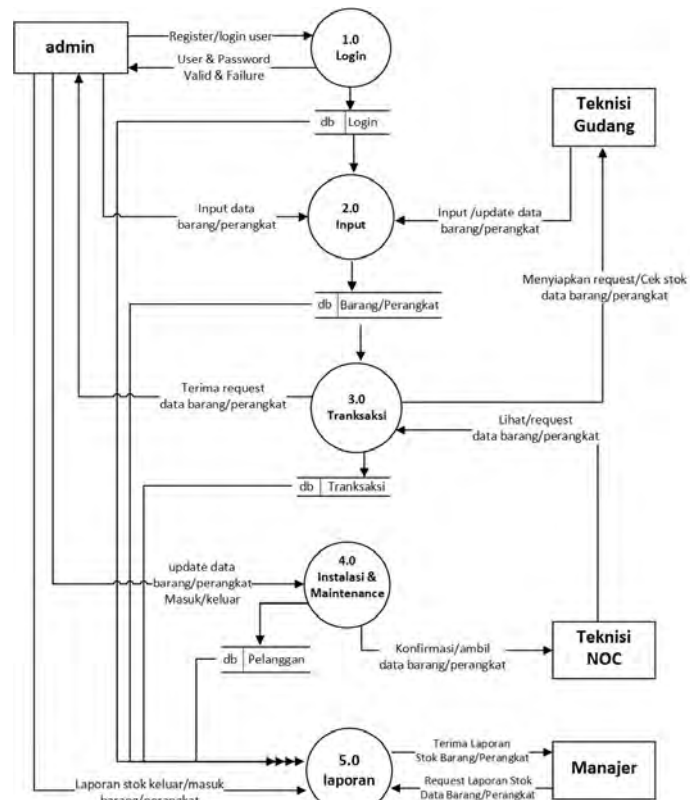 admin
Register/login user
User & Password
Valid & Failure
1.0
Login
db Login
Teknisi
Gudang
Input data
barang/perangkat
2.0
Input
Input /update data
barang/perangkat
Menyiapkan request/Cek stok
data barang/perangkat
db Barang/Perangkat
Terima request
data barang/perangkat
3.0
Tranksaksi
Lihat/request
data barang/perangkat
db Tranksaksi
update data
barang/perangkat
Masuk/keluar
4.0
Instalasi &
Maintenance
db Pelanggan
Konfirmasi/ambil
data barang/perangkat
Teknisi
NOC
5.0
laporan
Terima Laporan
Stok Barang/Perangkat
Manajer
Request Laporan Stok
Data Barang/Perangkat
Laporan stok keluar/masuk
barang/perangkat